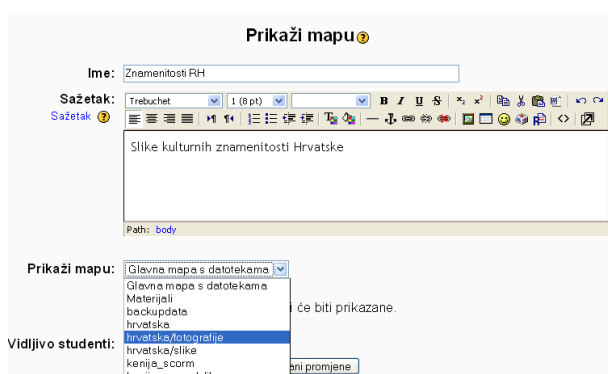 Prikaži mapu
Ime: Znamenitosti RH
Sažetak:
Sažetak
Trebuchet 1 (8 pt)
Slike kulturnih znamenitosti Hrvatske
Path: body
Prikaži mapu: Glavna mapa s datotekama
Glavna mapa s datotekama
Materijali
backupdata
hrvatska
i će biti prikazane.
hrvatska/fotografije
Vidljivo studenti:
hrvatska/slike
kenija_scorm
ani promjene